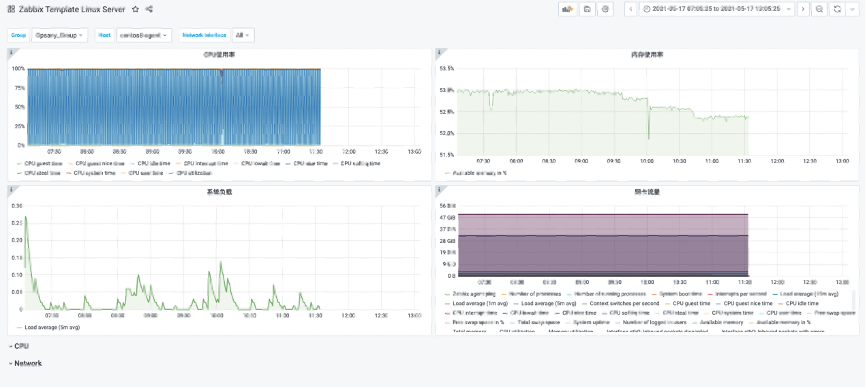 Zabbix Template Linux Server
2021-05-17 07:05:25 to 2021-05-17 13:05:25
Group Opsany_Group Host centos8-agent Network Interface All
CPU使用率
100%
75%
50%
25%
0%
07:30 08:00 08:30 09:00 09:30 10:00 10:30 11:00 11:30 12:00 12:30 13:00
CPU guest time CPU guest nice time CPU idle time CPU interrupt time CPU iowait time CPU nice time CPU softirq time
CPU steal time CPU system time CPU user time CPU utilization
内存使用率
53.5%
53.0%
52.5%
52.0%
51.5%
07:30 08:00 08:30 09:00 09:30 10:00 10:30 11:00 11:30 12:00 12:30 13:00
Available memory in %
系统负载
0.30
0.25
0.20
0.15
0.10
0.05
0
07:30 08:00 08:30 09:00 09:30 10:00 10:30 11:00 11:30 12:00 12:30 13:00
Load average (5m avg)
网卡流量
56 GiB
47 GiB
37 GiB
28 GiB
19 GiB
9 GiB
0 B
07:30 08:00 08:30 09:00 09:30 10:00 10:30 11:00 11:30 12:00 12:30 13:00
Zabbix agent ping Number of processes Number of running processes System boot time Interrupts per second Load average (15m avg)
Load average (1m avg) Load average (5m avg) Context switches per second CPU guest time CPU guest nice time CPU idle time
CPU interrupt time CPU iowait time CPU nice time CPU softirq time CPU steal time CPU system time CPU user time Free swap space
Free swap space in % Total swap space System uptime Number of logged in users Available memory Available memory in %
Total memory CPU utilization Memory utilization
CPU
Network